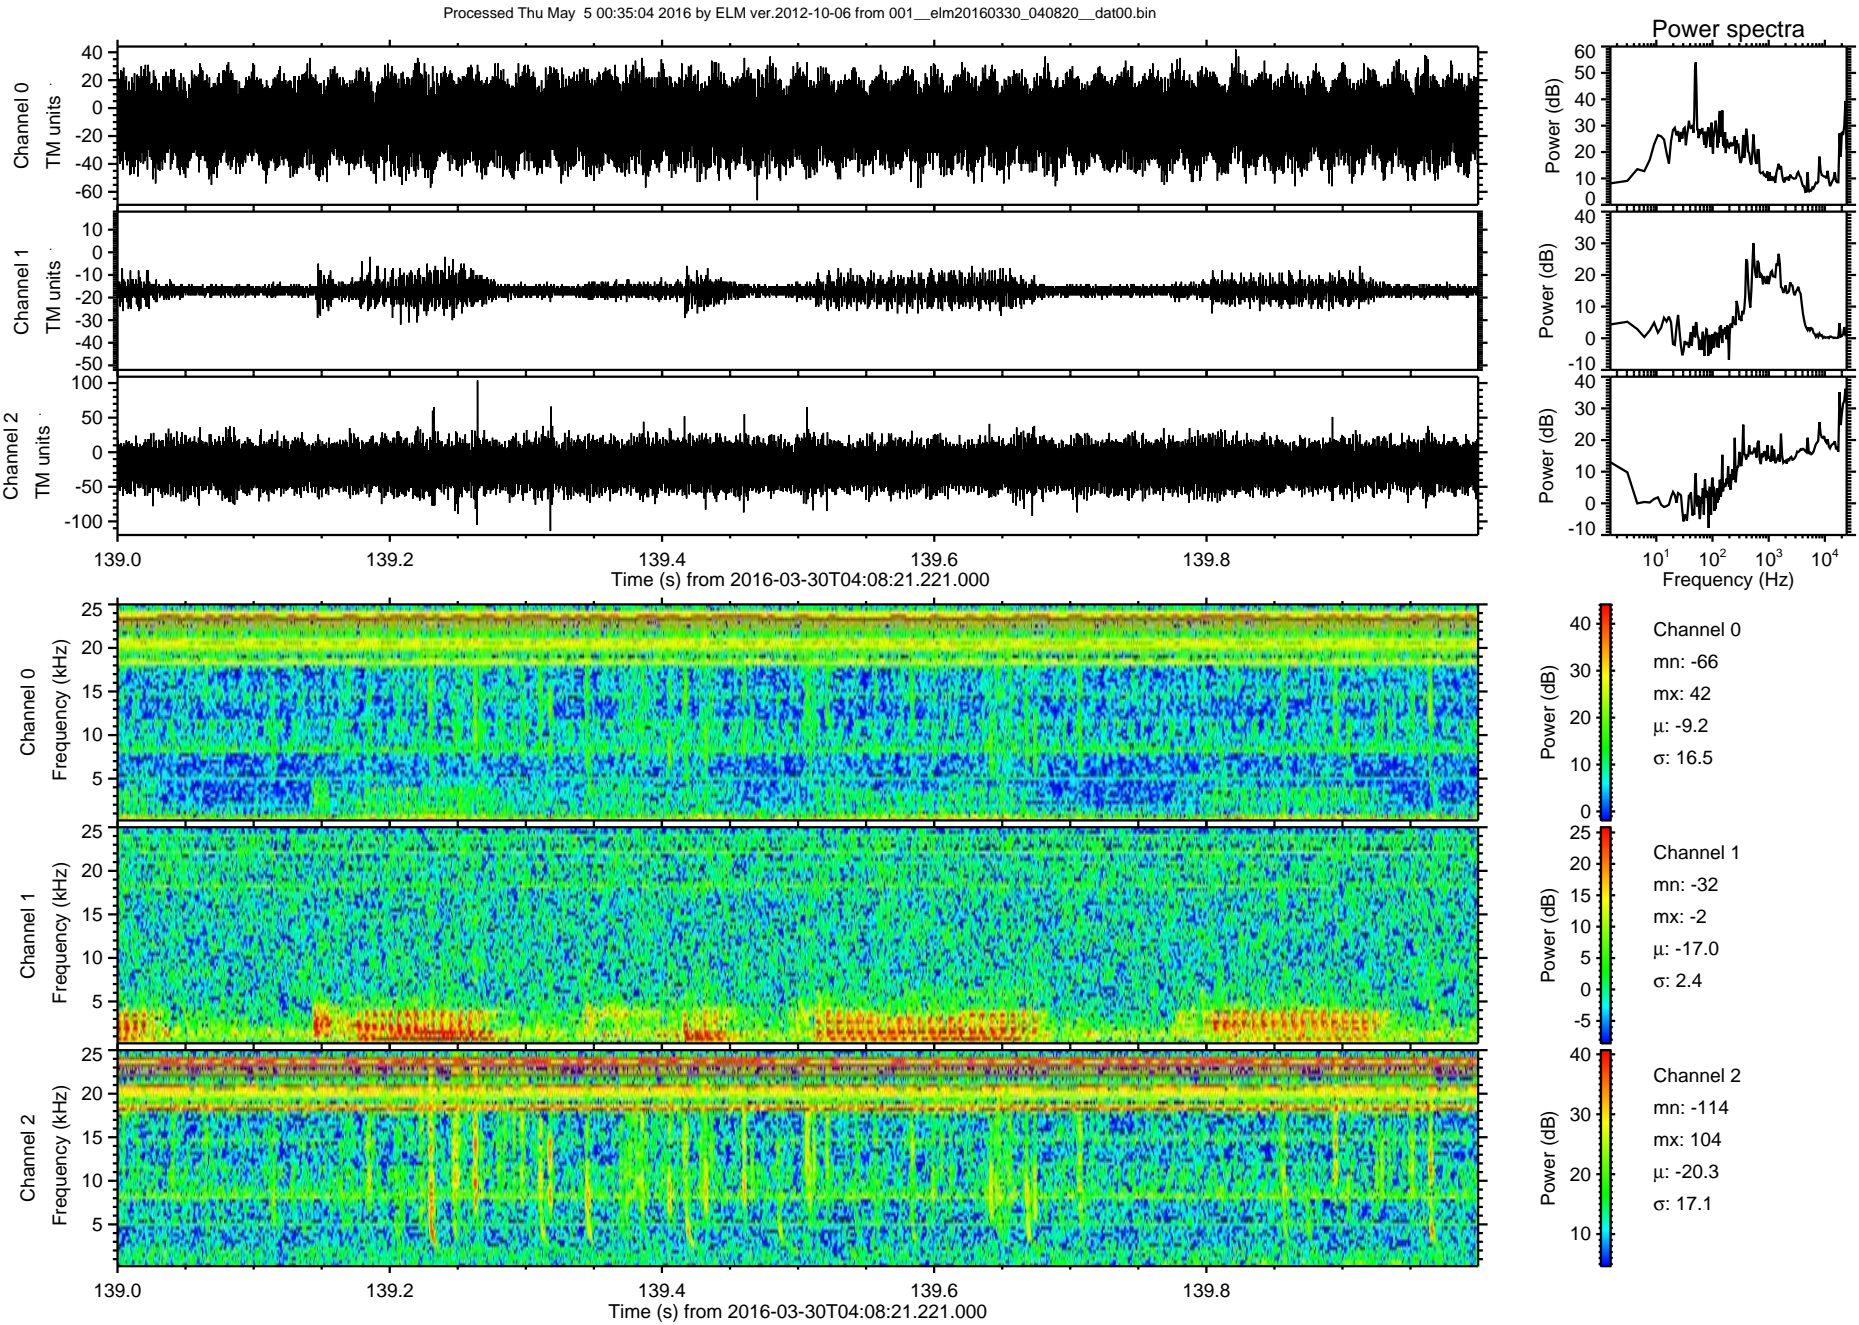 Processed Thu May  5 00:35:04 2016 by ELM ver.2012-10-06 from 001__elm20160330_040820__dat00.bin
Power spectra
Channel 0
TM units
40
20
0
-20
-40
-60
Power (dB)
60
50
40
30
20
10
0
Channel 1
TM units
10
0
-10
-20
-30
-40
-50
Power (dB)
40
30
20
10
0
-10
Channel 2
TM units
100
50
0
-50
-100
Power (dB)
40
30
20
10
0
-10
139.0 139.2 139.4 139.6 139.8
Time (s) from 2016-03-30T04:08:21.221.000
10¹ 10² 10³ 10⁴
Frequency (Hz)
Channel 0
Frequency (kHz)
25
20
15
10
5
Power (dB)
40
30
20
10
0
Channel 0
mn: -66
mx: 42
μ: -9.2
σ: 16.5
Channel 1
Frequency (kHz)
25
20
15
10
5
Power (dB)
25
20
15
10
5
0
-5
Channel 1
mn: -32
mx: -2
μ: -17.0
σ: 2.4
Channel 2
Frequency (kHz)
25
20
15
10
5
Power (dB)
40
30
20
10
Channel 2
mn: -114
mx: 104
μ: -20.3
σ: 17.1
139.0 139.2 139.4 139.6 139.8
Time (s) from 2016-03-30T04:08:21.221.000